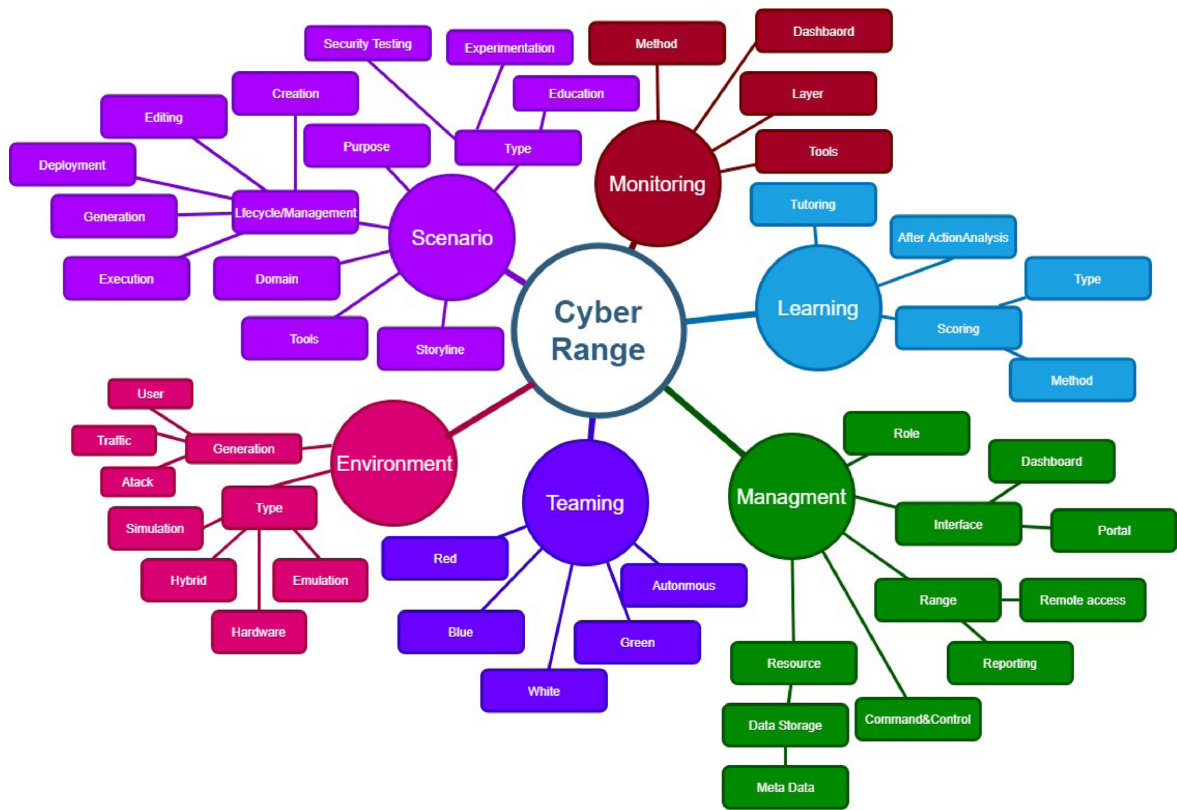 Cyber
Range
Scenario
Type
Security Testing
Experimentation
Education
Purpose
Lfecycle/Management
Creation
Editing
Deployment
Generation
Execution
Domain
Tools
Storyline
Monitoring
Method
Dashbaord
Layer
Tools
Learning
Tutoring
After ActionAnalysis
Scoring
Type
Method
Managment
Role
Interface
Dashboard
Portal
Range
Remote access
Reporting
Command&Control
Resource
Data Storage
Meta Data
Teaming
Red
Blue
White
Green
Autonmous
Environment
Generation
User
Traffic
Atack
Type
Simulation
Hybrid
Hardware
Emulation